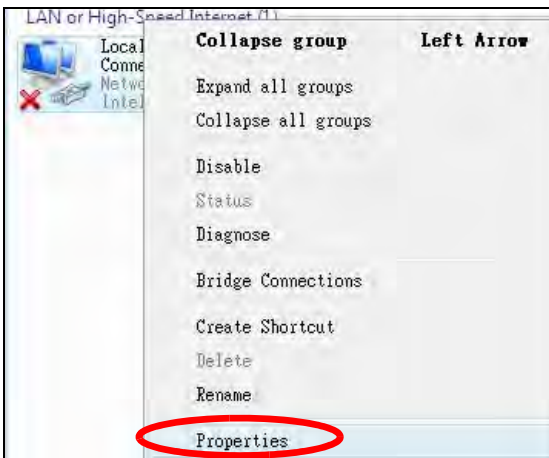 LAN or High-Speed Internet (1)
Local
Conne
Netwo
Intel
Collapse group Left Arrow
Expand all groups
Collapse all groups
Disable
Status
Diagnose
Bridge Connections
Create Shortcut
Delete
Rename
Properties